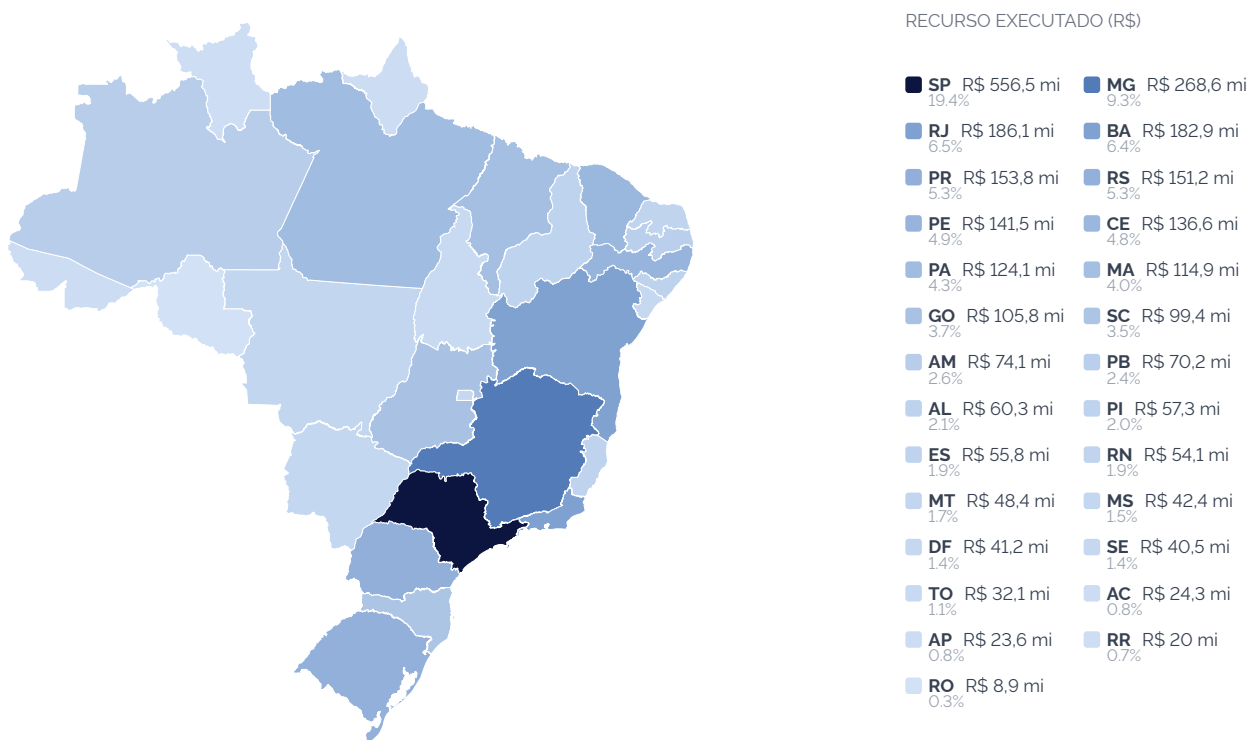 RECURSO EXECUTADO (R$)
SP R$ 556,5 mi MG R$ 268,6 mi
19.4% 9.3%
RJ R$ 186,1 mi BA R$ 182,9 mi
6.5% 6.4%
PR R$ 153,8 mi RS R$ 151,2 mi
5.3% 5.3%
PE R$ 141,5 mi CE R$ 136,6 mi
4.9% 4.8%
PA R$ 124,1 mi MA R$ 114,9 mi
4.3% 4.0%
GO R$ 105,8 mi SC R$ 99,4 mi
3.7% 3.5%
AM R$ 74,1 mi PB R$ 70,2 mi
2.6% 2.4%
AL R$ 60,3 mi PI R$ 57,3 mi
2.1% 2.0%
ES R$ 55,8 mi RN R$ 54,1 mi
1.9% 1.9%
MT R$ 48,4 mi MS R$ 42,4 mi
1.7% 1.5%
DF R$ 41,2 mi SE R$ 40,5 mi
1.4% 1.4%
TO R$ 32,1 mi AC R$ 24,3 mi
1.1% 0.8%
AP R$ 23,6 mi RR R$ 20 mi
0.8% 0.7%
RO R$ 8,9 mi
0.3%